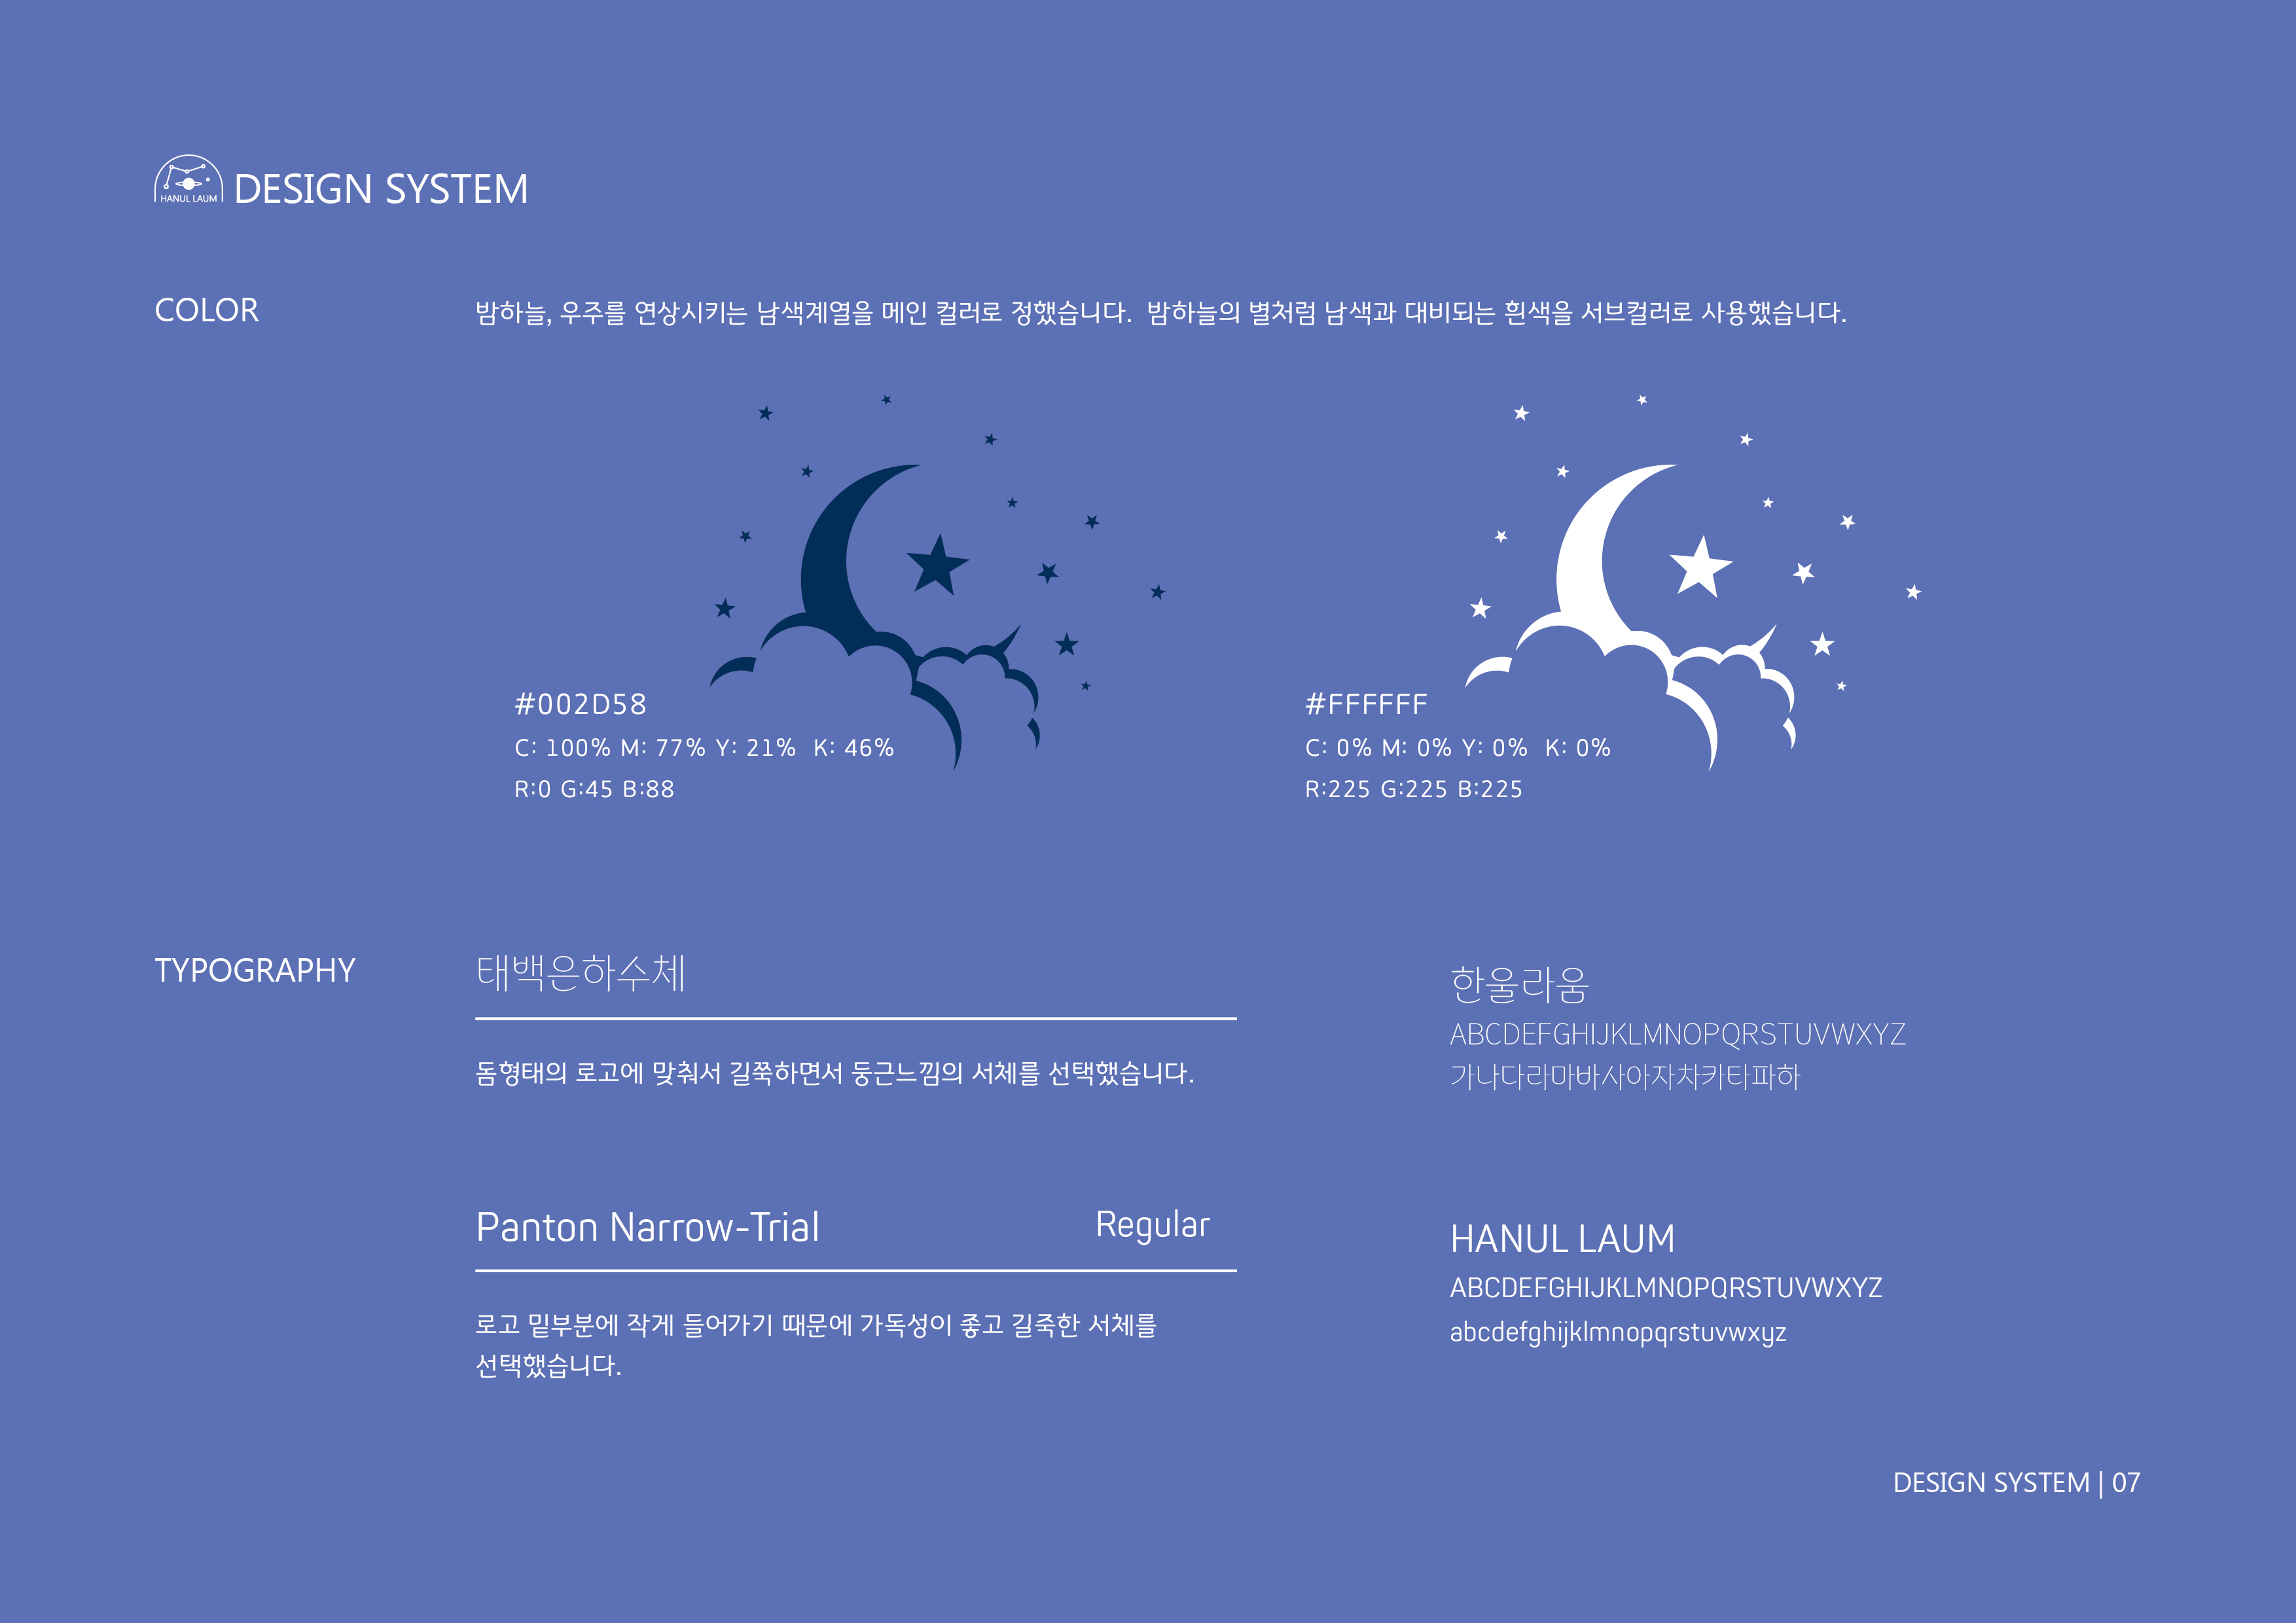 HANUL LAUM
DESIGN SYSTEM
COLOR
밤하늘, 우주를 연상시키는 남색계열을 메인 컬러로 정했습니다. 밤하늘의 별처럼 남색과 대비되는 흰색을 서브컬러로 사용했습니다.
#002D58
C: 100% M: 77% Y: 21% K: 46%
R:0 G:45 B:88
#FFFFFF
C: 0% M: 0% Y: 0% K: 0%
R:225 G:225 B:225
TYPOGRAPHY
태백은하수체
돔형태의 로고에 맞춰서 길쭉하면서 둥근느낌의 서체를 선택했습니다.
한울라움
ABCDEFGHIJKLMNOPQRSTUVWXYZ
가나다라마바사아자차카타파하
Panton Narrow-Trial Regular
로고 밑부분에 작게 들어가기 때문에 가독성이 좋고 길죽한 서체를
선택했습니다.
HANUL LAUM
ABCDEFGHIJKLMNOPQRSTUVWXYZ
abcdefghijklmnopqrstuvwxyz
DESIGN SYSTEM | 07